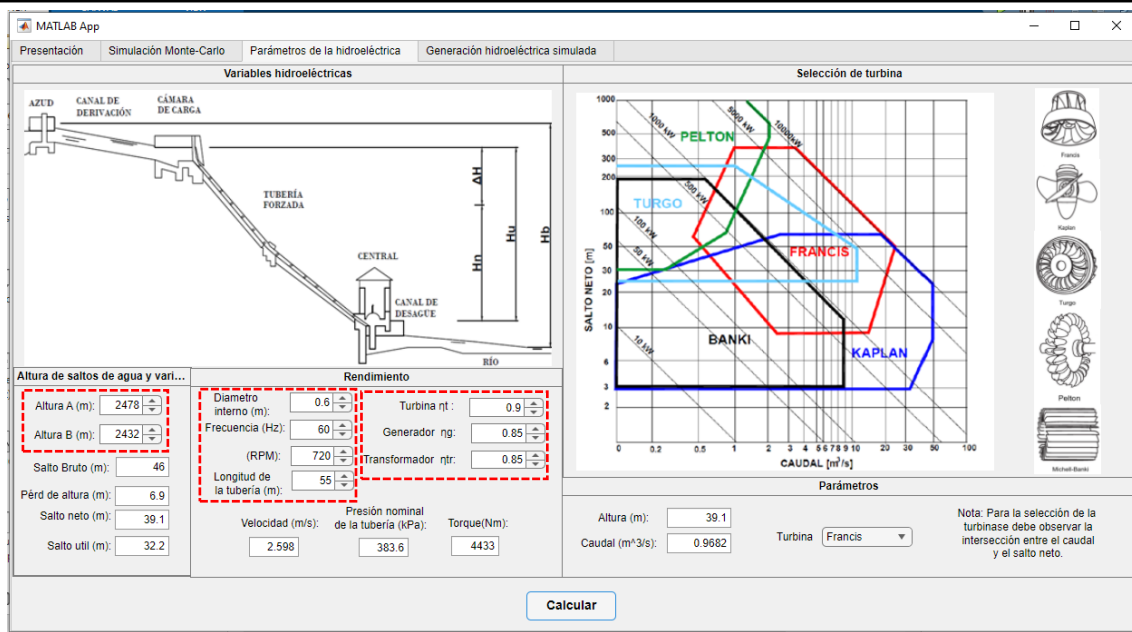 MATLAB App
Presentación
Simulación Monte-Carlo
Parámetros de la hidroeléctrica
Generación hidroeléctrica simulada
Variables hidroeléctricas
AZUD
CANAL DE
DERIVACIÓN
CÁMARA
DE CARGA
TUBERÍA
FORZADA
CENTRAL
CANAL DE
DESAGÜE
RÍO
ΔH
Hn
Hu
Hb
Altura de saltos de agua y vari...
Altura A (m): 2478
Altura B (m): 2432
Salto Bruto (m): 46
Pérd de altura (m): 6.9
Salto neto (m): 39.1
Salto util (m): 32.2
Rendimiento
Diametro
interno (m): 0.6
Frecuencia (Hz): 60
(RPM): 720
Longitud de
la tubería (m): 55
Turbina ηt : 0.9
Generador ηg: 0.85
Transformador ηtr: 0.85
Velocidad (m/s):
2.598
Presión nominal
de la tubería (kPa):
383.6
Torque(Nm):
4433
Selección de turbina
SALTO NETO [m]
1000
500
300
200
100
50
30
20
10
6
3
2
1000 kW
5000 kW
10000kW
500 kW
100 kW
50 kW
10 kW
PELTON
TURGO
FRANCIS
BANKI
KAPLAN
0 0.2 0.5 1 2 3 4 5 6 7 8 9 10 20 30 50 100
CAUDAL [m³/s]
Francis
Kaplan
Turgo
Pelton
Michell-Banki
Parámetros
Altura (m): 39.1
Caudal (m^3/s): 0.9682
Turbina Francis
Nota: Para la selección de la
turbinase debe observar la
intersección entre el caudal
y el salto neto.
Calcular